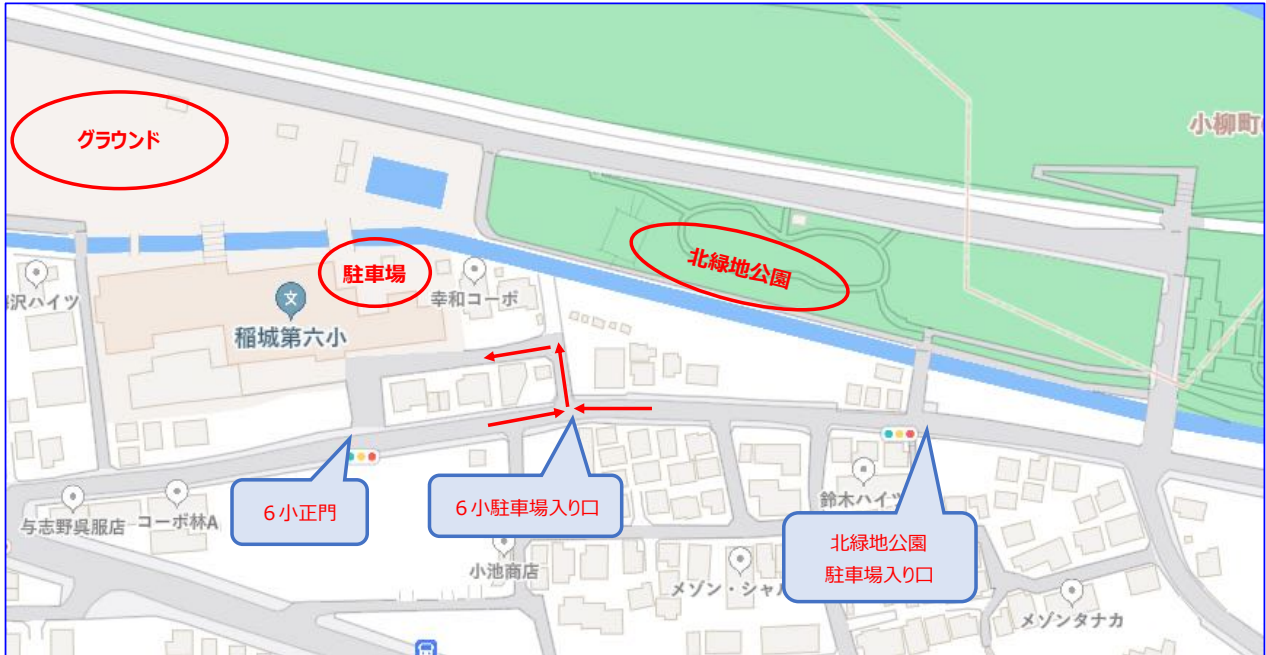 グラウンド
小柳町
北緑地公園
駐車場
沢ハイツ
幸和コーポ
文
稲城第六小
6小正門
6小駐車場入り口
鈴木ハイツ
与志野呉服店
コーポ林A
北緑地公園
駐車場入り口
小池商店
メゾン・シャル
メゾンタナカ